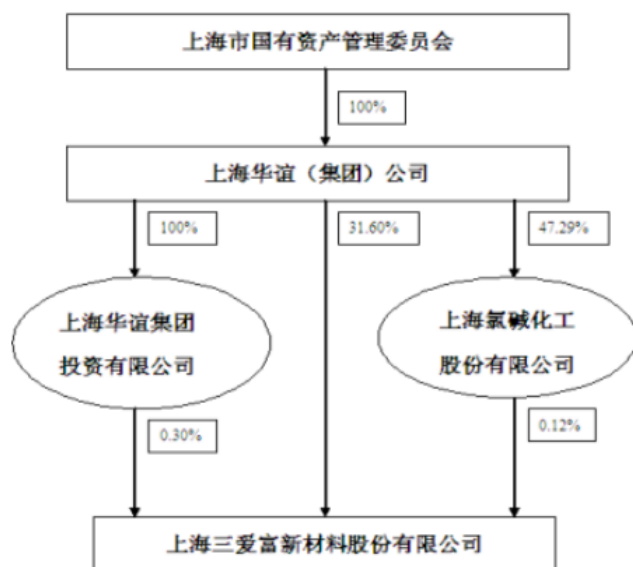 上海市国有资产管理委员会
100%
上海华谊（集团）公司
100%
31.60%
47.29%
上海华谊集团
投资有限公司
上海氯碱化工
股份有限公司
0.30%
0.12%
上海三爱富新材料股份有限公司